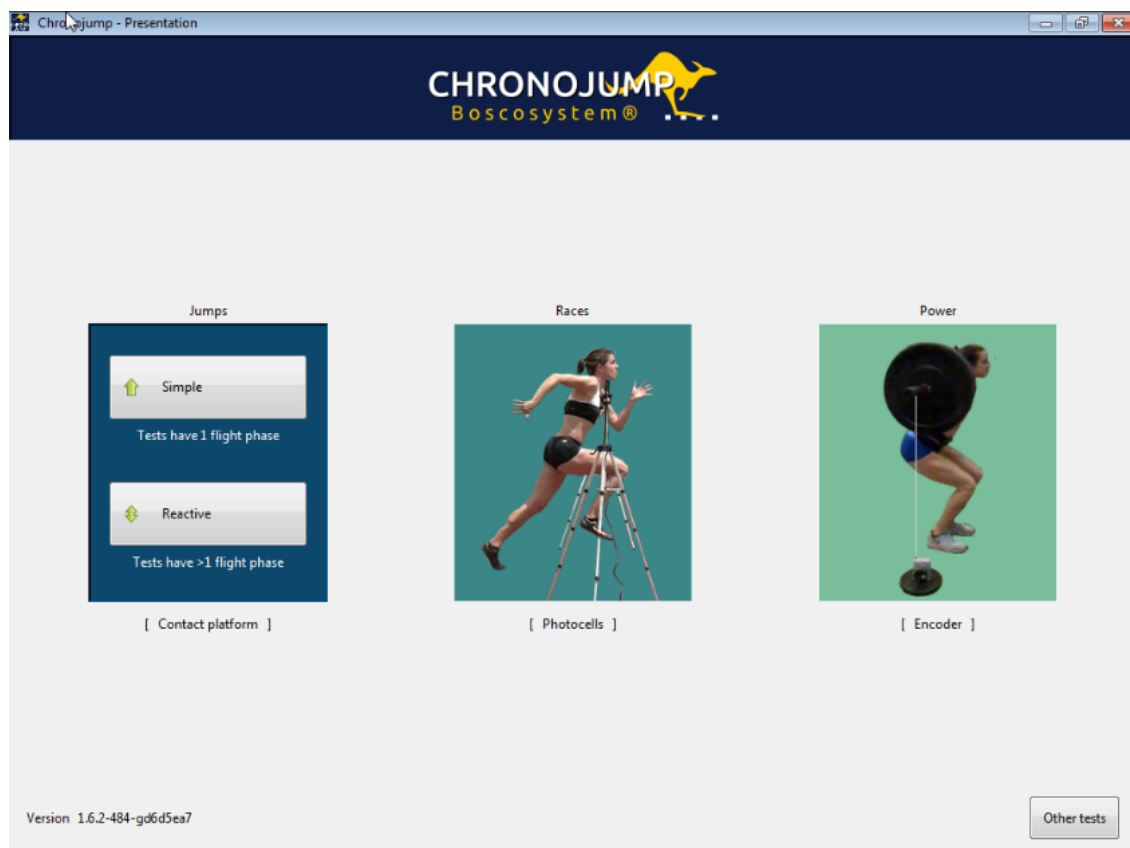 Chronojump - Presentation
CHRONOJUMP
Boscosystem®
Jumps
Simple
Tests have 1 flight phase
Reactive
Tests have >1 flight phase
[ Contact platform ]
Races
[ Photocells ]
Power
[ Encoder ]
Version 1.6.2-484-gd6d5ea7
Other tests